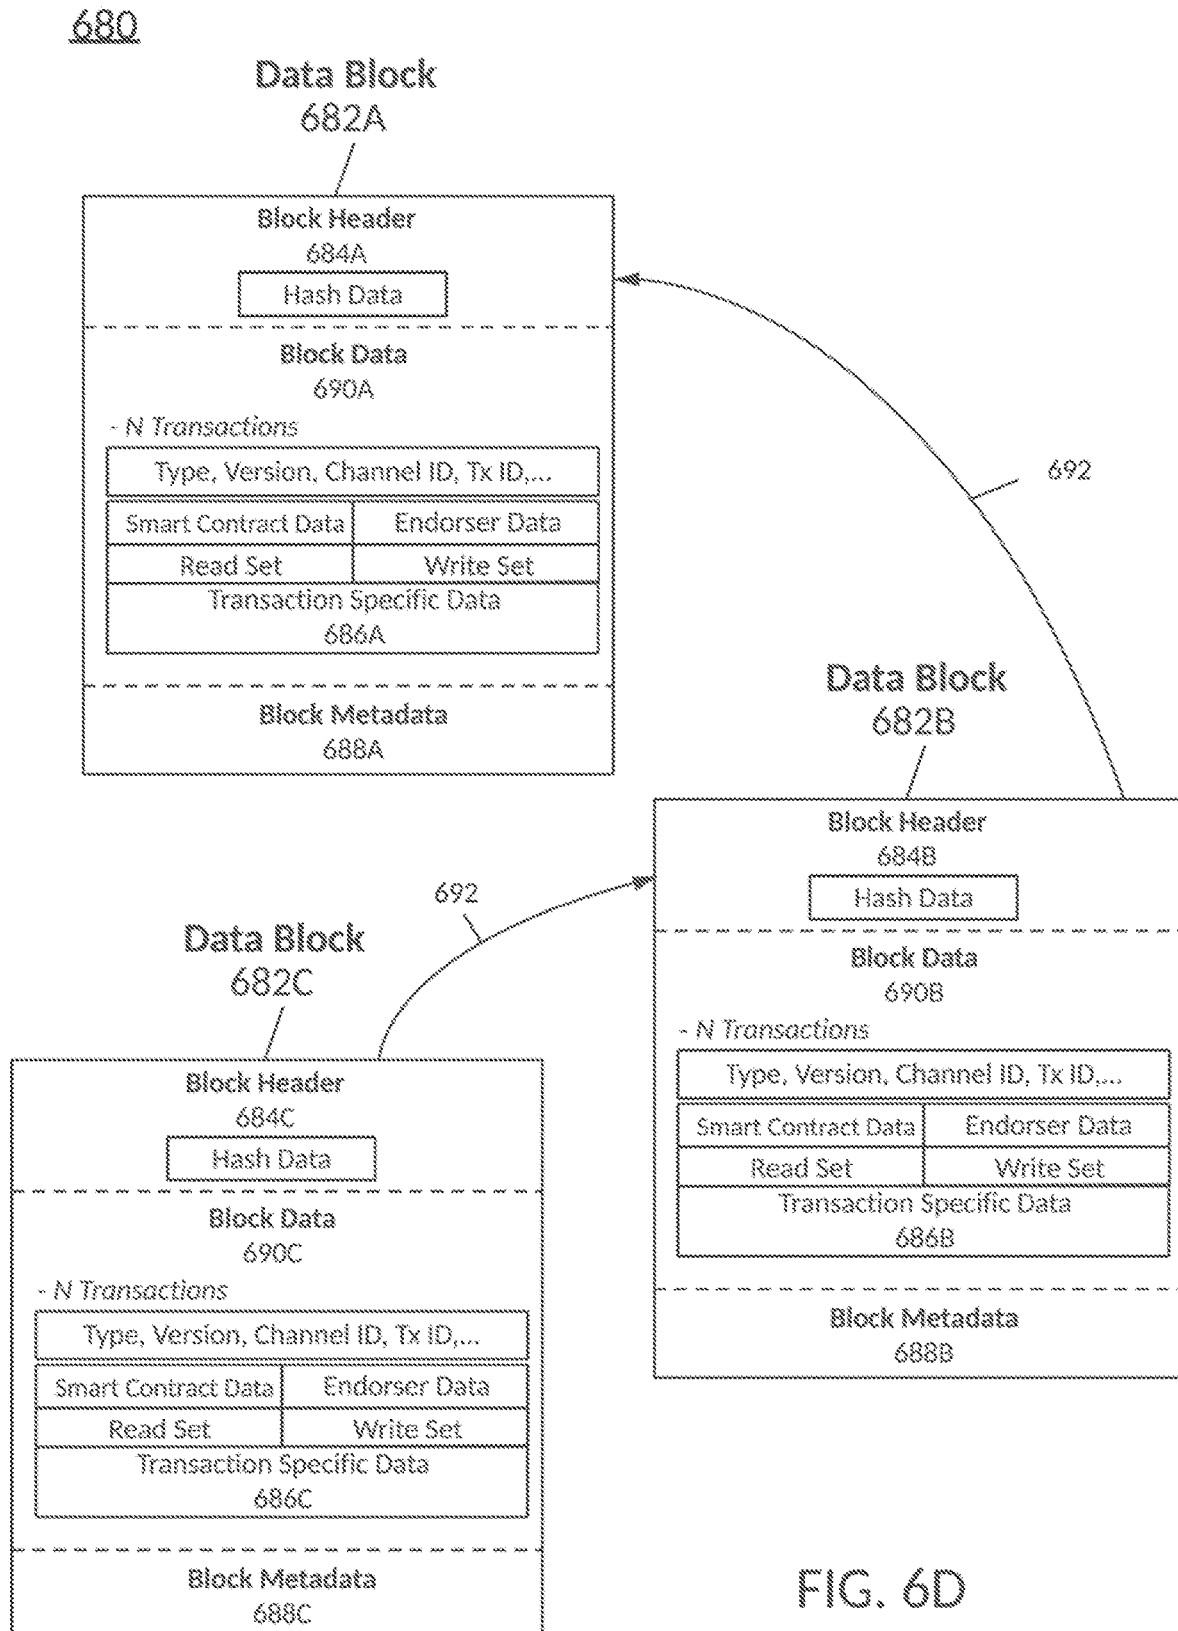 680
Data Block
682A
Block Header
684A
Hash Data
Block Data
690A
- N Transactions
Type, Version, Channel ID, Tx ID,...
Smart Contract Data
Endorser Data
Read Set
Write Set
Transaction Specific Data
686A
Block Metadata
688A
692
Data Block
682B
Block Header
684B
Hash Data
Block Data
690B
- N Transactions
Type, Version, Channel ID, Tx ID,...
Smart Contract Data
Endorser Data
Read Set
Write Set
Transaction Specific Data
686B
Block Metadata
688B
692
Data Block
682C
Block Header
684C
Hash Data
Block Data
690C
- N Transactions
Type, Version, Channel ID, Tx ID,...
Smart Contract Data
Endorser Data
Read Set
Write Set
Transaction Specific Data
686C
Block Metadata
688C
FIG. 6D